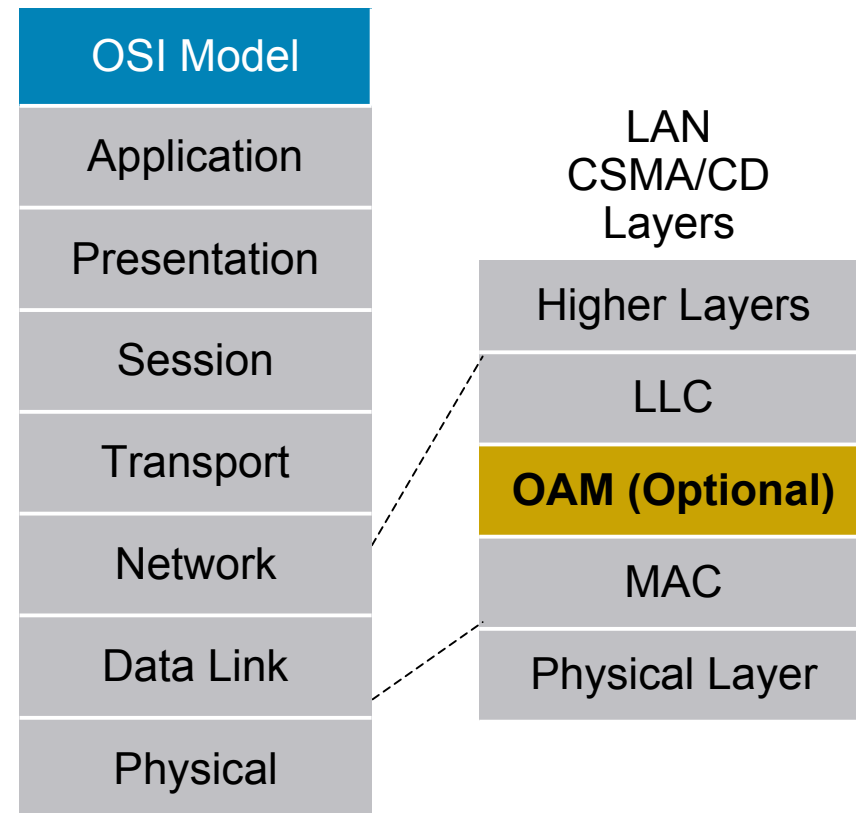 OSI Model
Application
Presentation
Session
Transport
Network
Data Link
Physical
LAN
CSMA/CD
Layers
Higher Layers
LLC
OAM (Optional)
MAC
Physical Layer